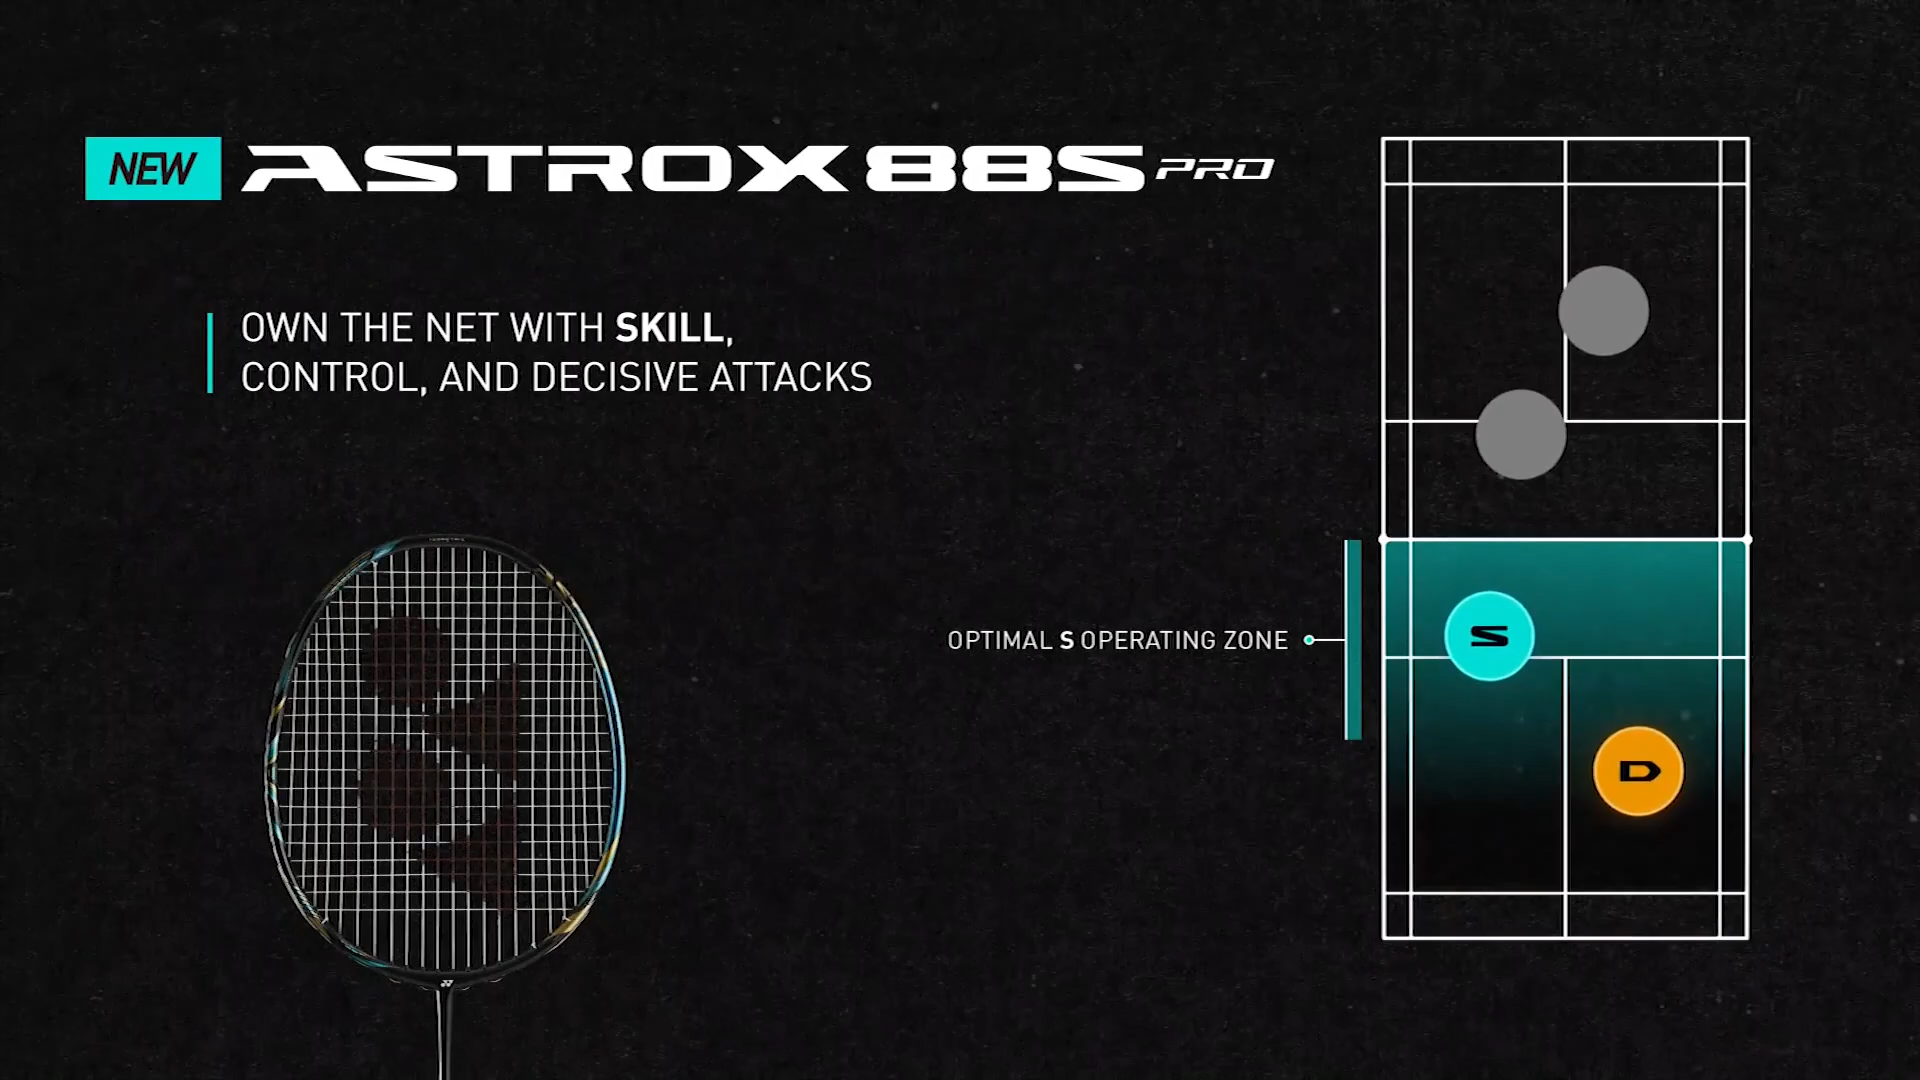 NEW ASTROX 88S PRO
OWN THE NET WITH SKILL,
CONTROL, AND DECISIVE ATTACKS
OPTIMAL S OPERATING ZONE
S
D